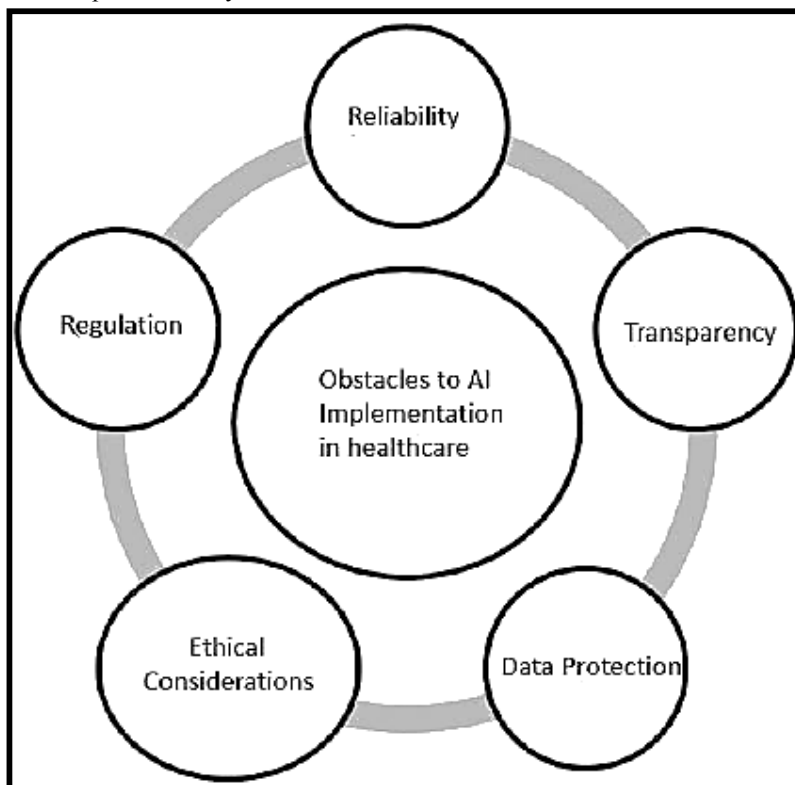 Reliability
Transparency
Data Protection
Ethical
Considerations
Regulation
Obstacles to AI
Implementation
in healthcare